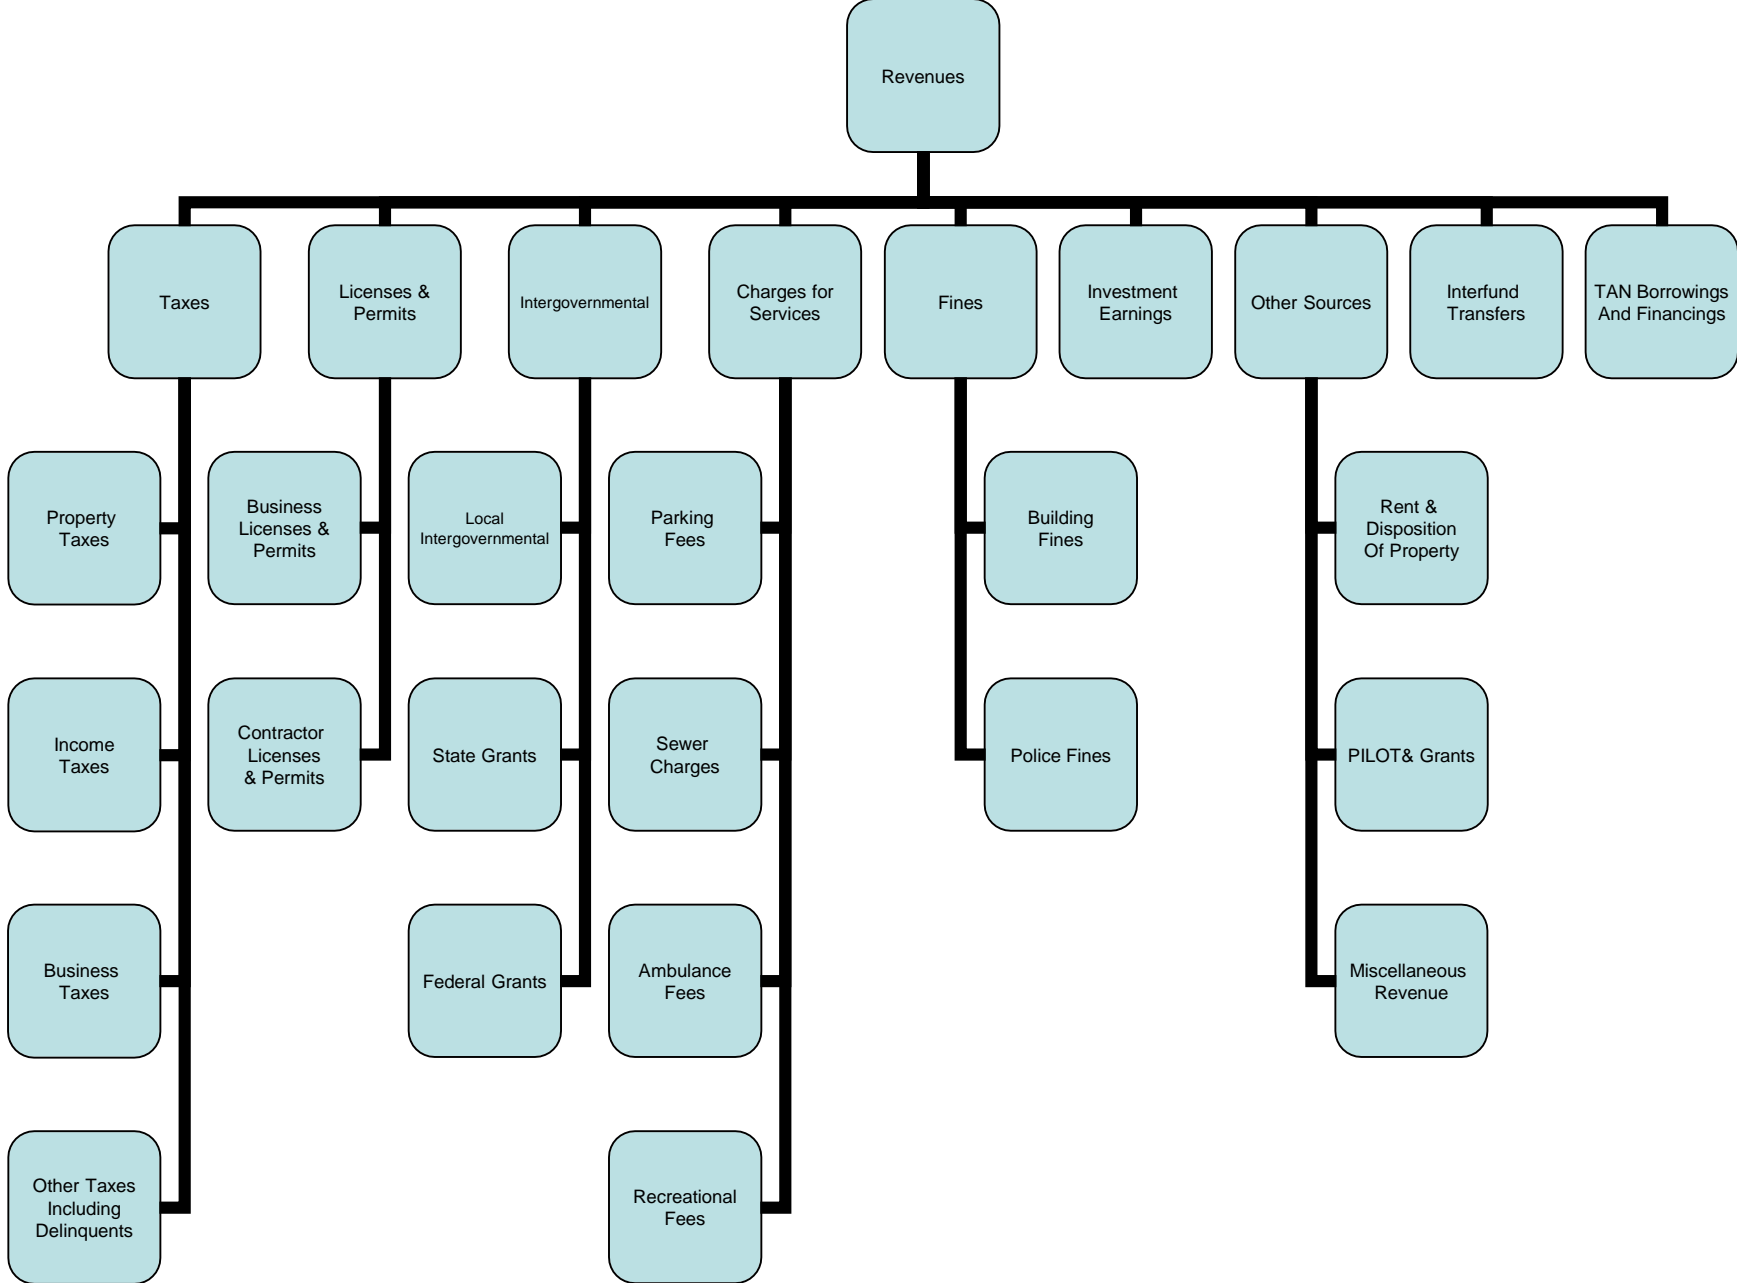 Revenues
Taxes
Licenses &
Permits
Intergovernmental
Charges for
Services
Fines
Investment
Earnings
Other Sources
Interfund
Transfers
TAN Borrowings
And Financings
Property
Taxes
Business
Licenses &
Permits
Local
Intergovernmental
Parking
Fees
Building
Fines
Rent &
Disposition
Of Property
Income
Taxes
Contractor
Licenses
& Permits
State Grants
Sewer
Charges
Police Fines
PILOT& Grants
Business
Taxes
Federal Grants
Ambulance
Fees
Miscellaneous
Revenue
Other Taxes
Including
Delinquents
Recreational
Fees